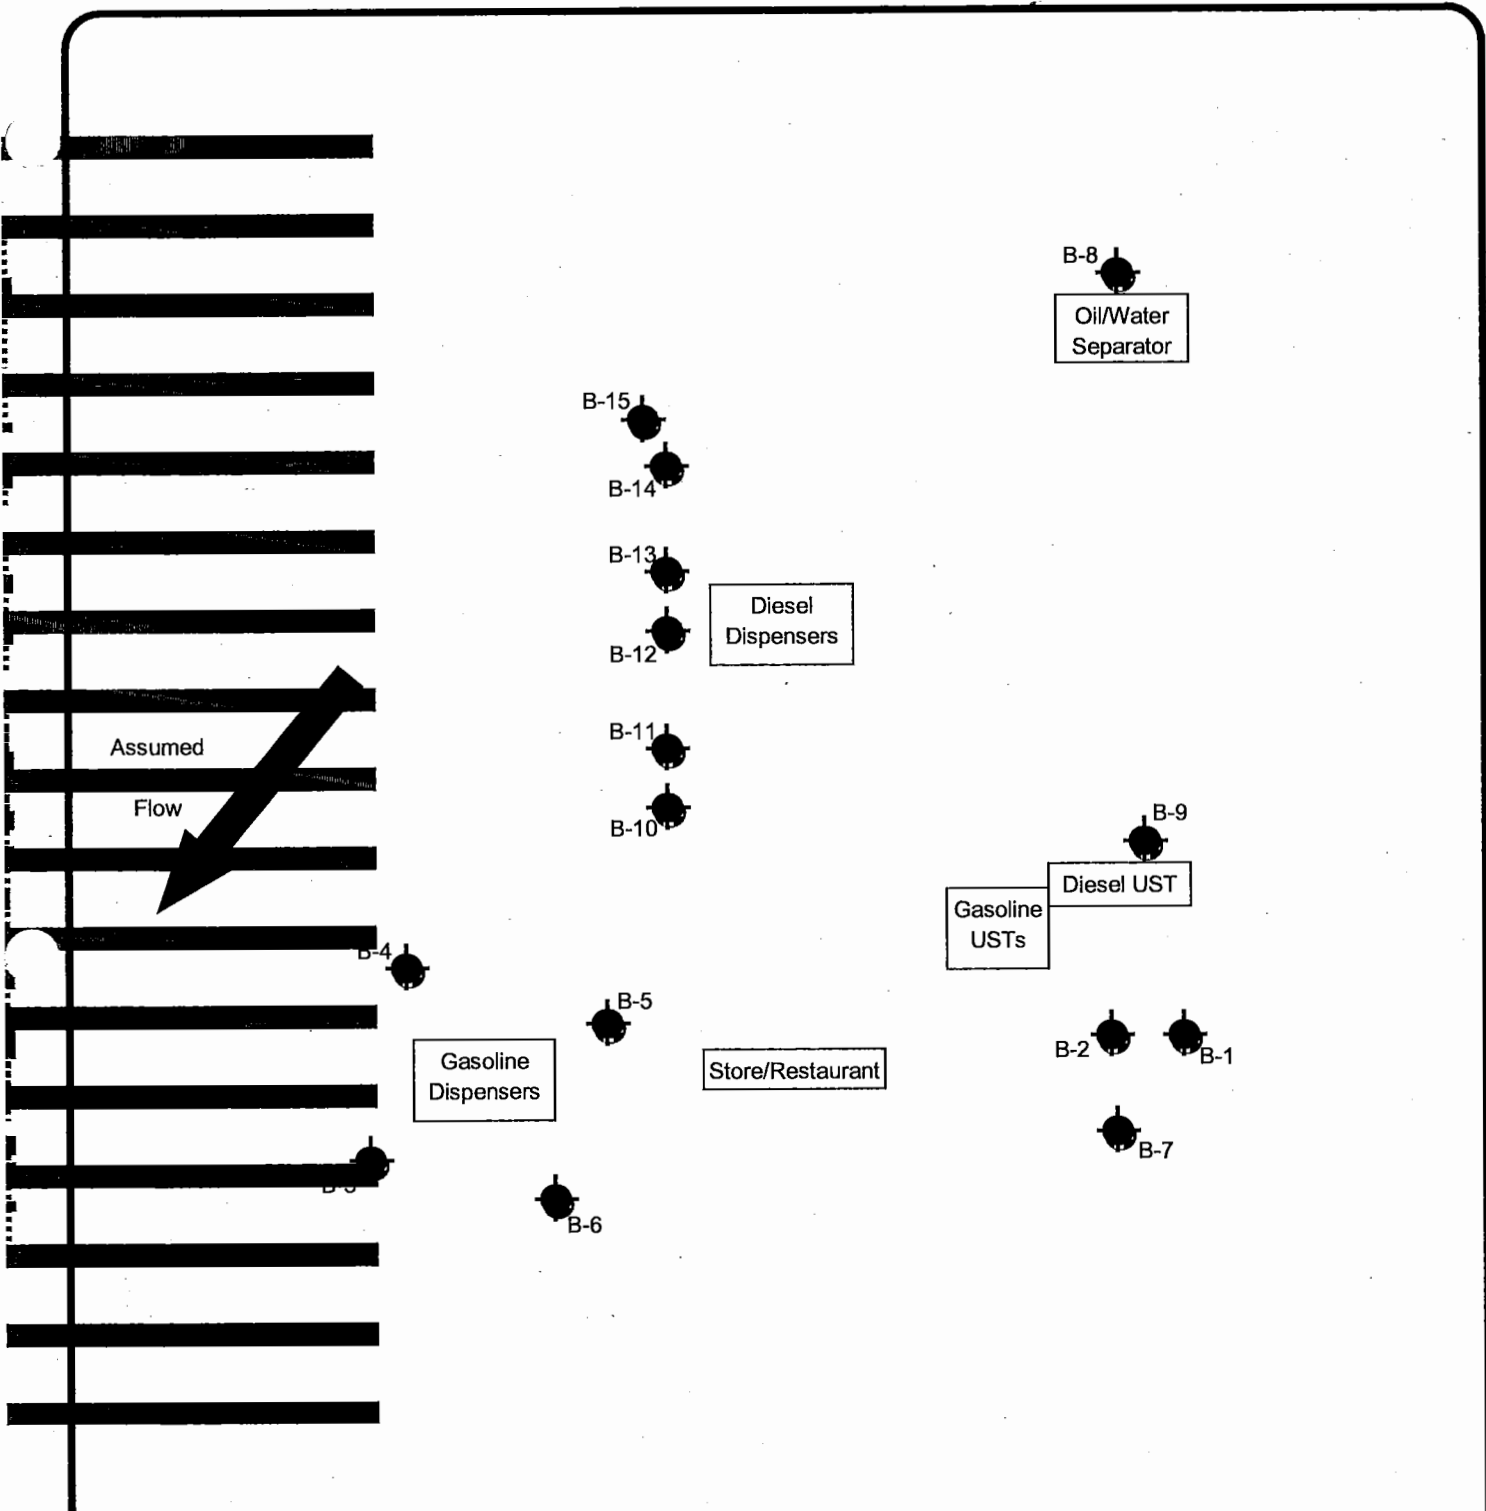 B-8
Oil/Water
Separator
B-15
B-14
B-13
Diesel
Dispensers
B-12
B-11
Assumed
Flow
B-10
B-9
Diesel UST
Gasoline
USTs
B-4
B-5
Gasoline
Dispensers
Store/Restaurant
B-2
B-1
B-7
B-6